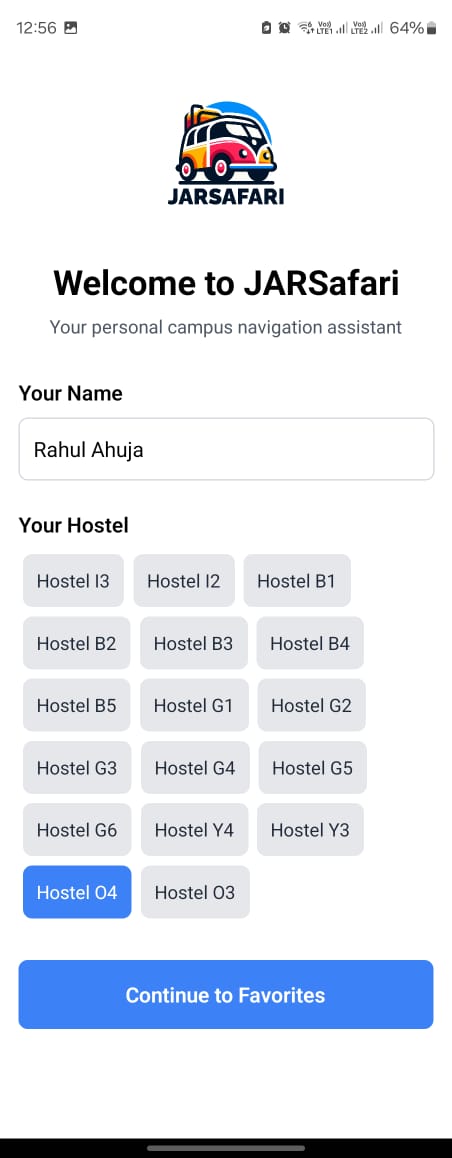 12:56 Vo)) LTE1 Vo)) LTE2 64%
JARSAFARI
Welcome to JARSafari
Your personal campus navigation assistant
Your Name
Rahul Ahuja
Your Hostel
Hostel I3 Hostel I2 Hostel B1
Hostel B2 Hostel B3 Hostel B4
Hostel B5 Hostel G1 Hostel G2
Hostel G3 Hostel G4 Hostel G5
Hostel G6 Hostel Y4 Hostel Y3
Hostel O4 Hostel O3
Continue to Favorites